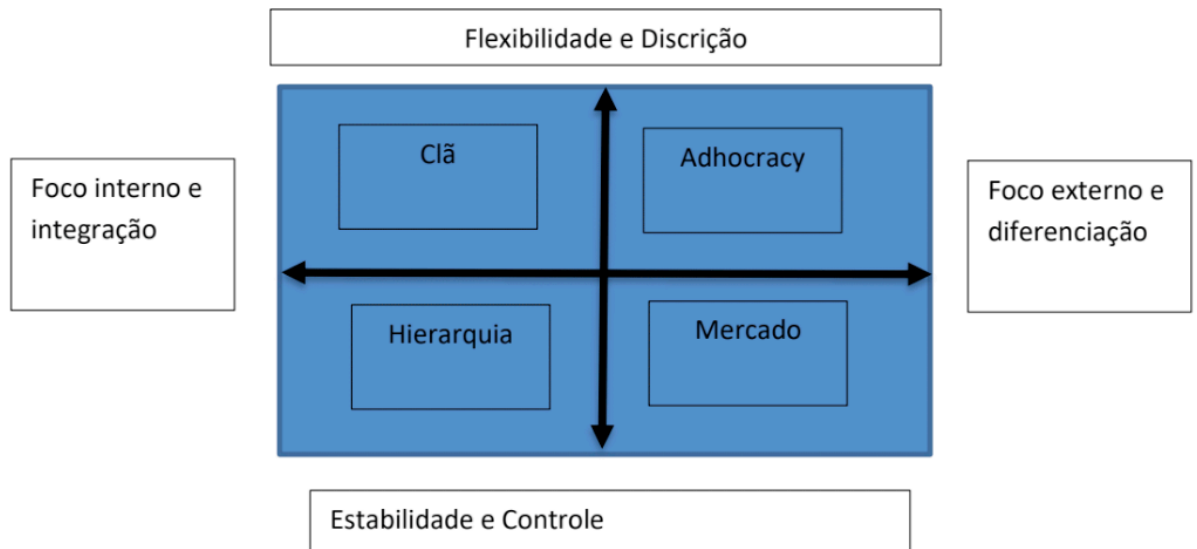 Flexibilidade e Discrição
Clã
Adhocracy
Foco interno e
integração
Foco externo e
diferenciação
Hierarquia
Mercado
Estabilidade e Controle